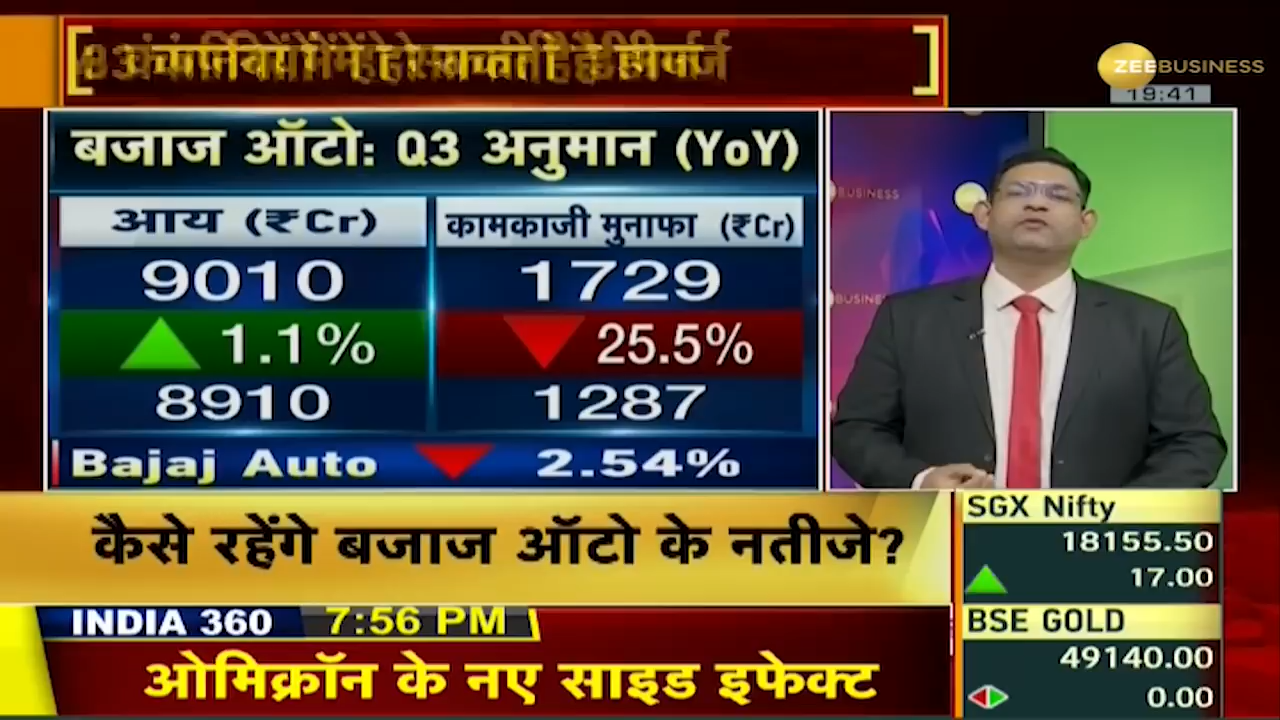 ZEEBUSINESS
19:41
बजाज ऑटो: Q3 अनुमान (YoY)
आय (₹Cr) कामकाजी मुनाफा (₹Cr)
9010 1729
1.1% 25.5%
8910 1287
Bajaj Auto 2.54%
BUSINESS
BUSINE
कैसे रहेंगे बजाज ऑटो के नतीजे?
SGX Nifty
18155.50
17.00
INDIA 360 7:56 PM
BSE GOLD
49140.00
0.00
ओमिक्रॉन के नए साइड इफेक्ट